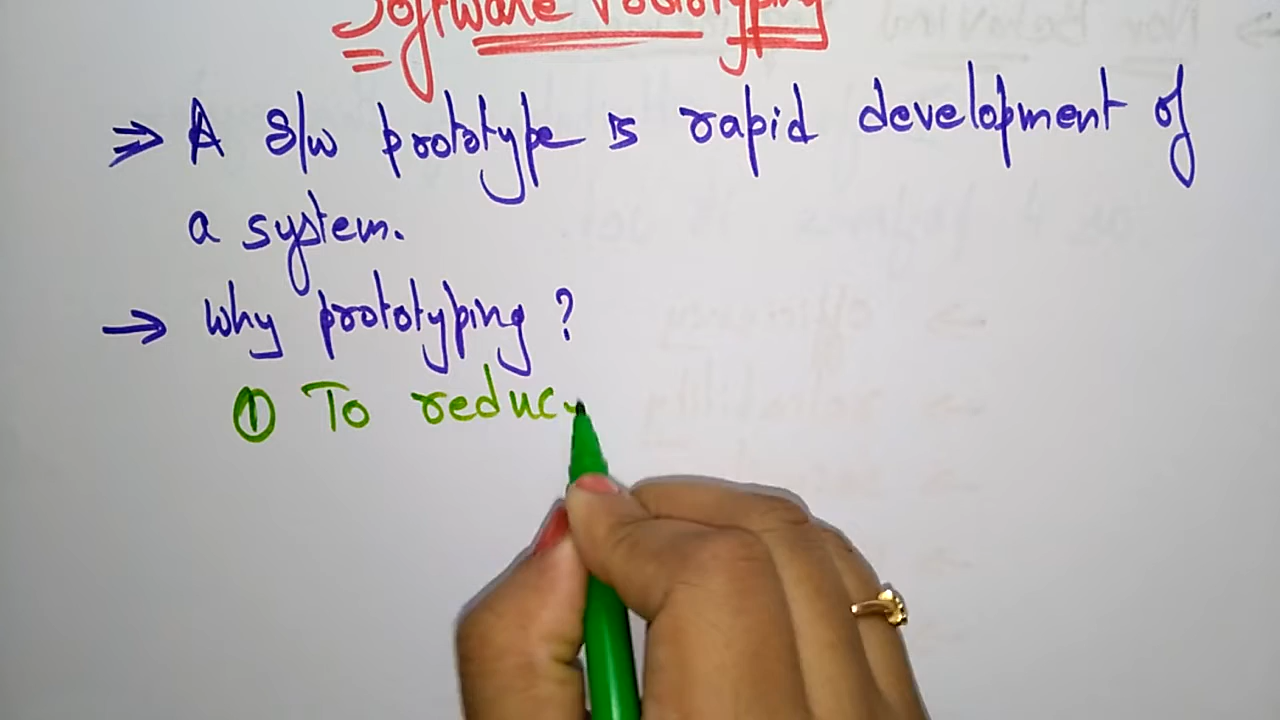 Software Prototyping
⇒ A S/w prototype is rapid development of
a system.
→ Why prototyping ?
① To reduc